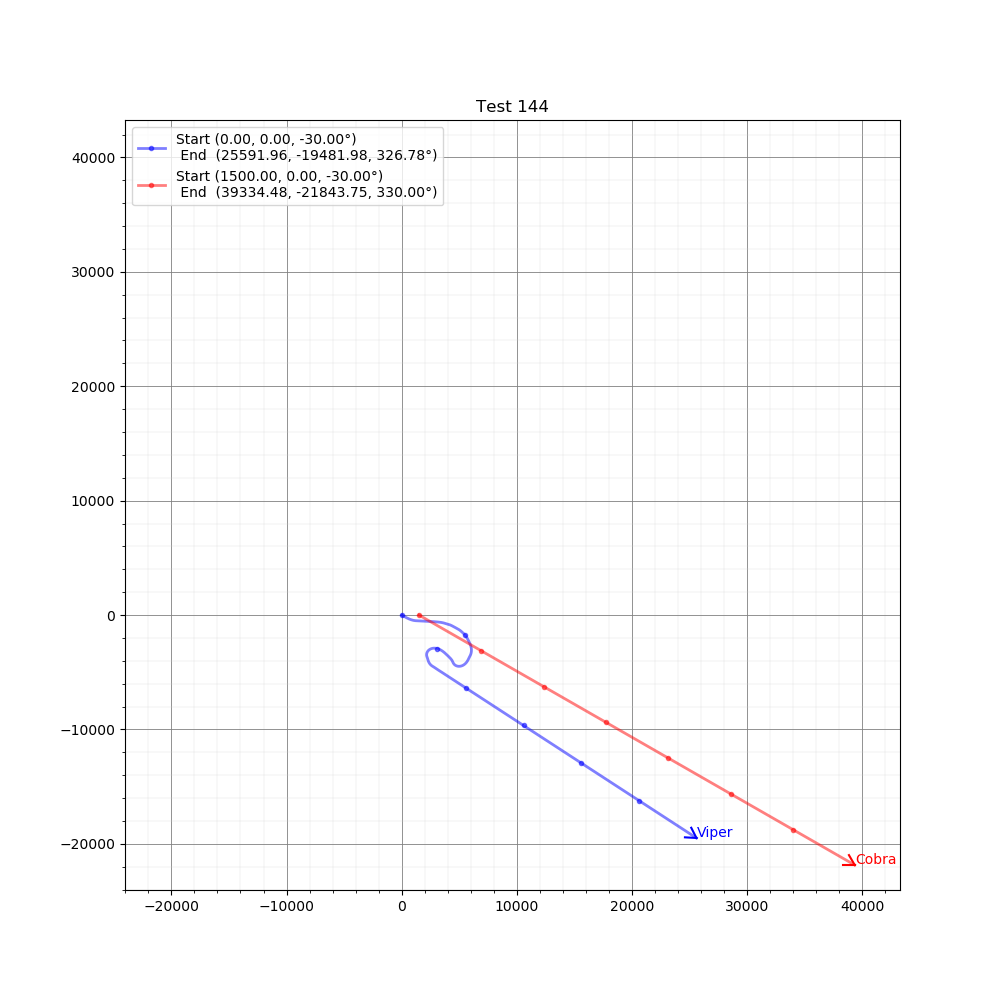 Test 144
Start (0.00, 0.00, -30.00°)
End  (25591.96, -19481.98, 326.78°)
Start (1500.00, 0.00, -30.00°)
End  (39334.48, -21843.75, 330.00°)
40000
30000
20000
10000
0
−10000
−20000
Viper
Cobra
−20000
−10000
0
10000
20000
30000
40000